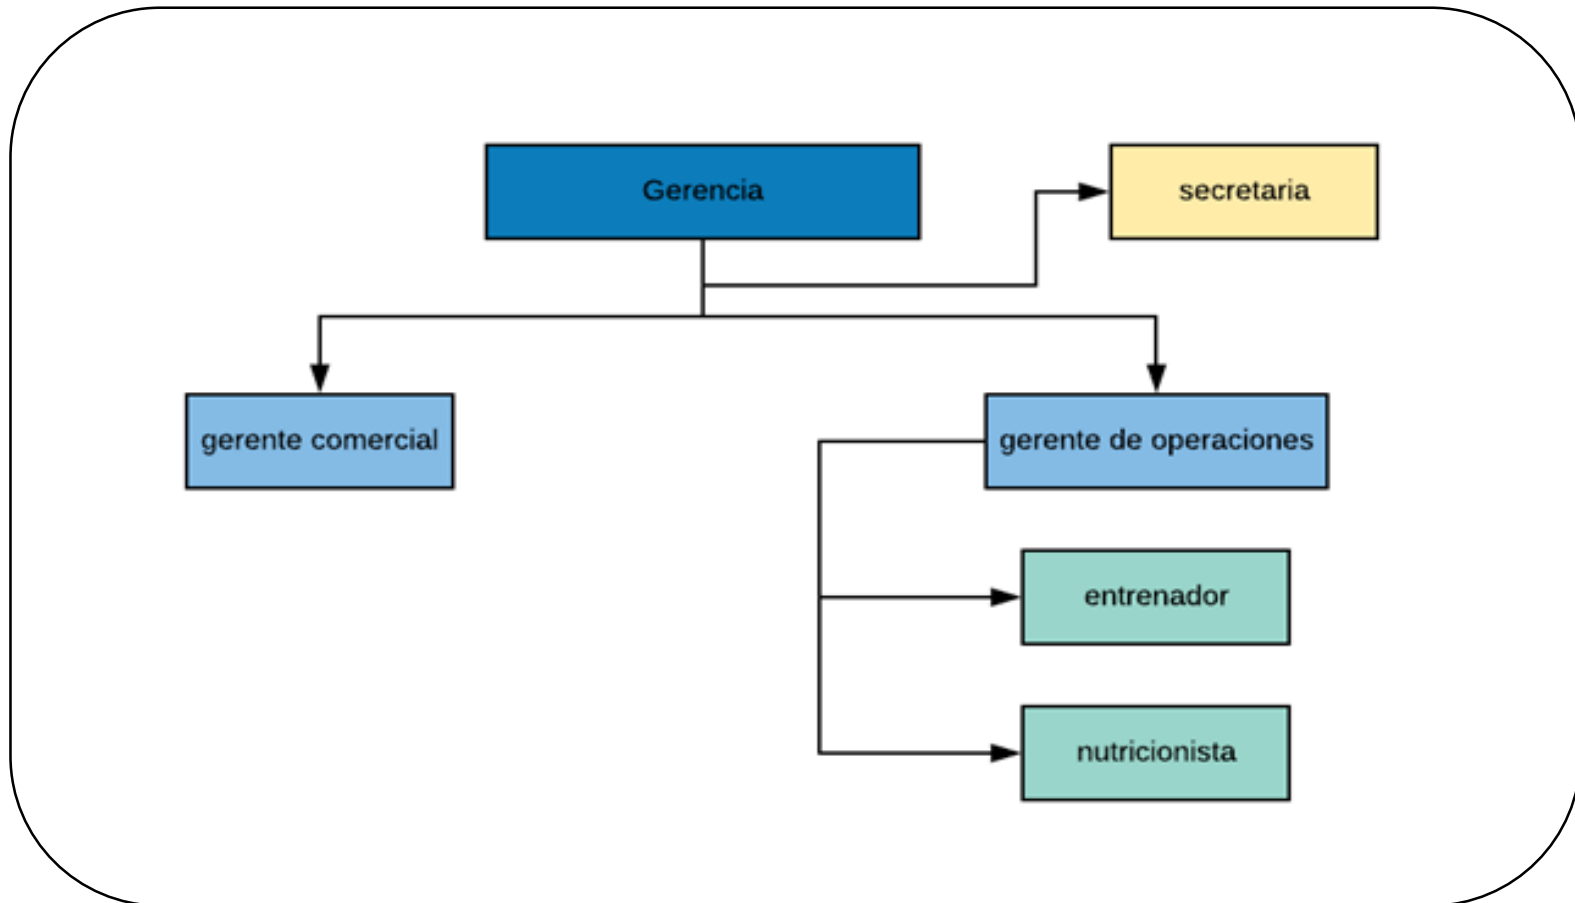 Gerencia
secretaria
gerente comercial
gerente de operaciones
entrenador
nutricionista